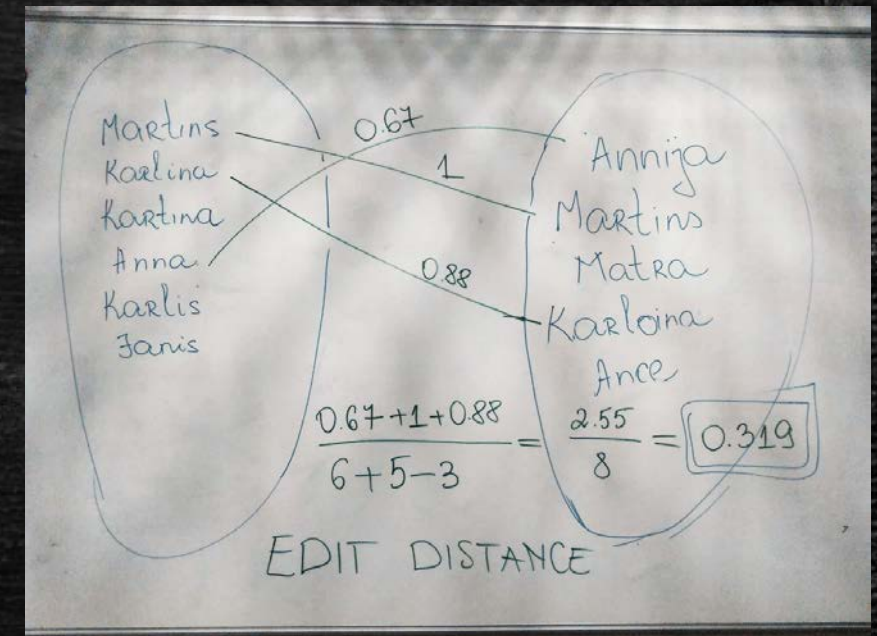 Martins
Karlina
Kartina
Anna
Karlis
Janis
0.67
1
0.88
Annija
Martins
Matra
Karloina
Ance
0.67+1+0.88
6+5-3
=
2.55
8
= 0.319
EDIT DISTANCE